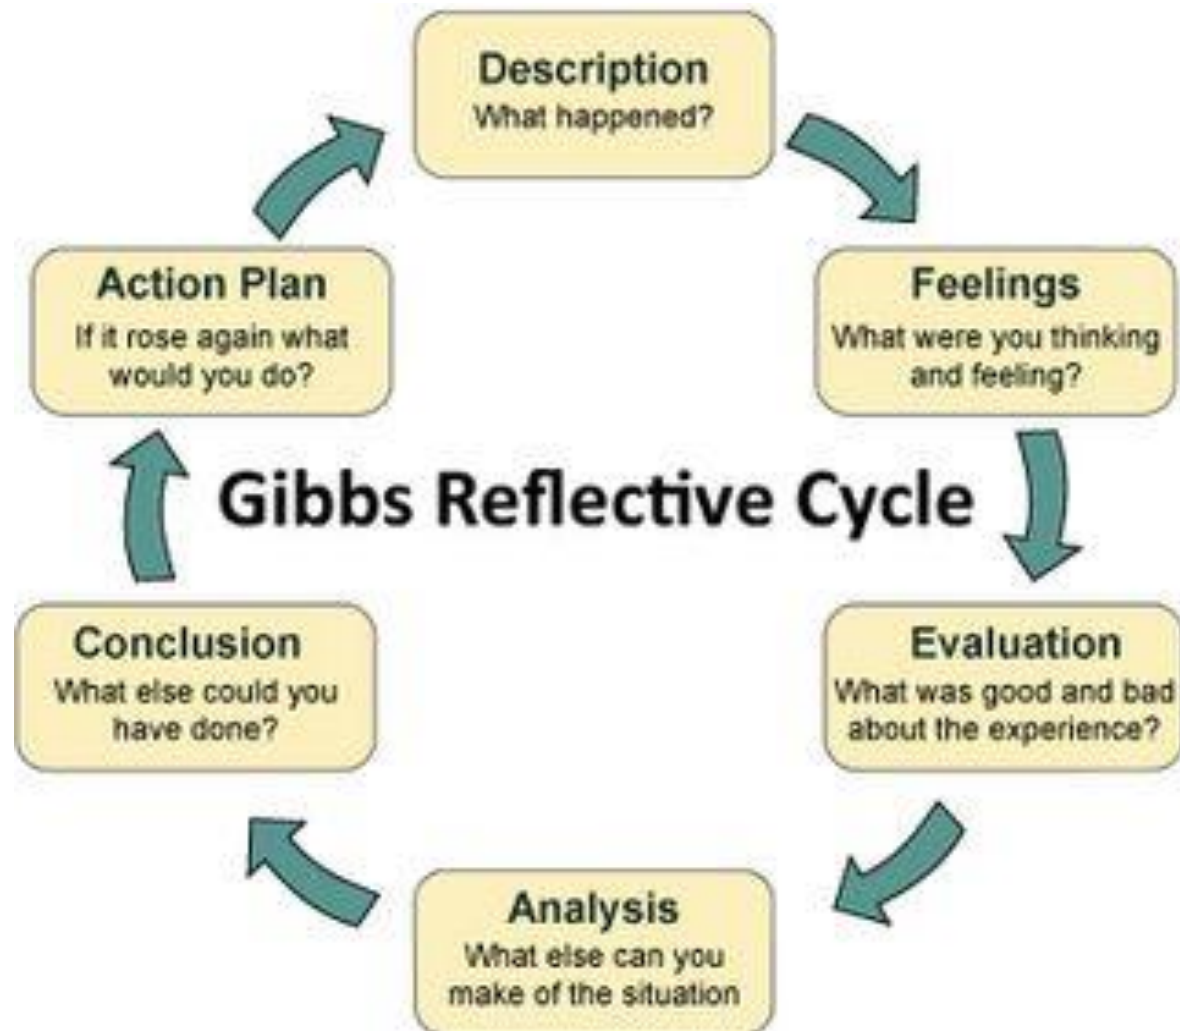 Description
What happened?
Feelings
What were you thinking
and feeling?
Evaluation
What was good and bad
about the experience?
Analysis
What else can you
make of the situation
Conclusion
What else could you
have done?
Action Plan
If it rose again what
would you do?
Gibbs Reflective Cycle